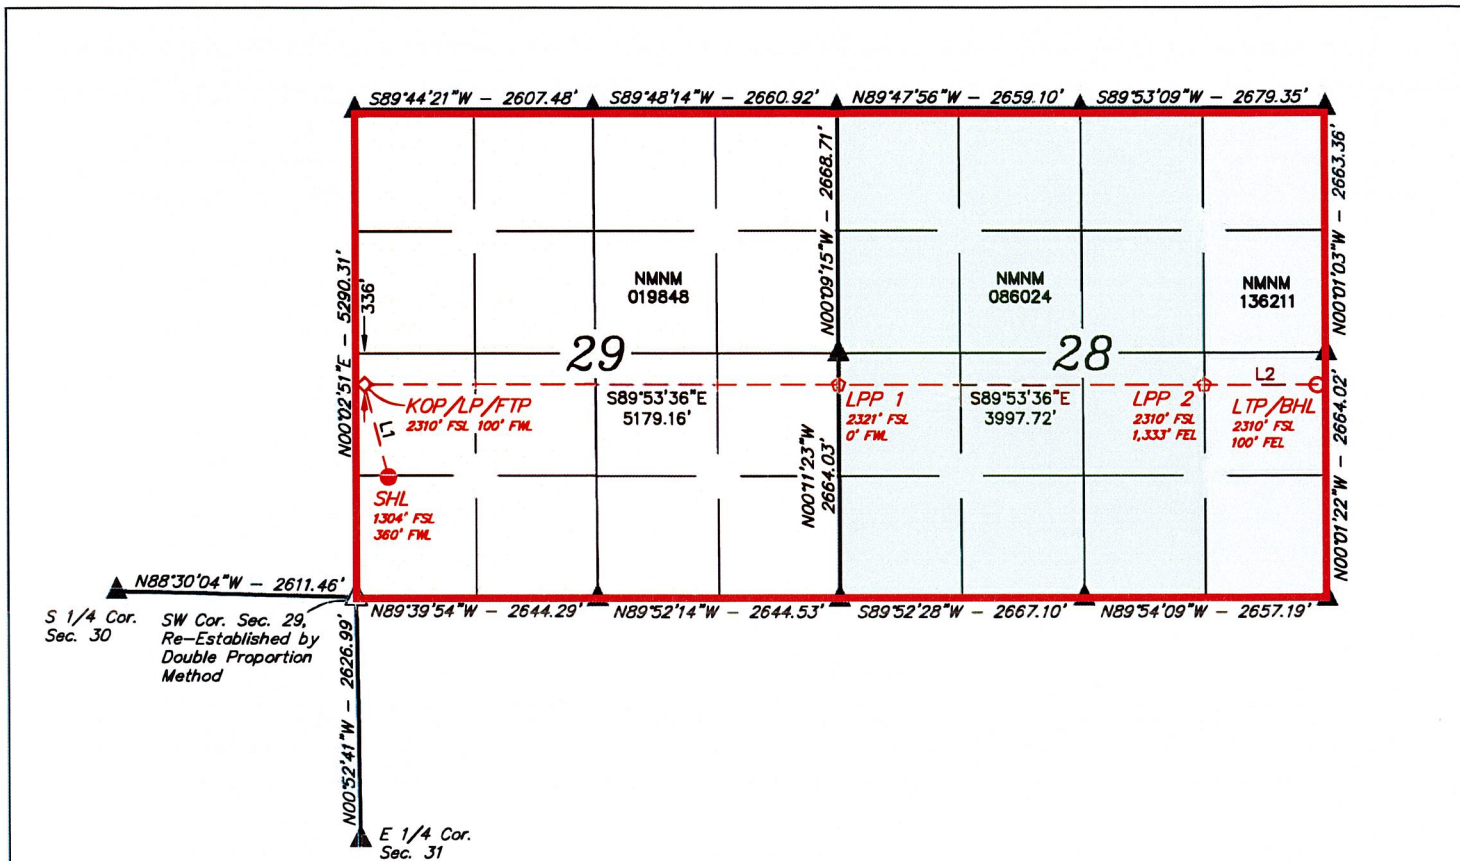 S89°44'21"W – 2607.48'
S89°48'14"W – 2660.92'
N89°47'56"W – 2659.10'
S89°53'09"W – 2679.35'
N00°02'51"E – 5290.31'
336'
N00°09'15"W – 2668.71'
N00°01'03"W – 2663.36'
NMNM
019848
NMNM
086024
NMNM
136211
29
28
KOP/LP/FTP
2310' FSL 100' FWL
L1
S89°53'36"E
5179.16'
LPP 1
2321' FSL
0' FWL
S89°53'36"E
3997.72'
LPP 2
2310' FSL
1,333' FEL
L2
LTP/BHL
2310' FSL
100' FEL
SHL
1304' FSL
360' FWL
N00°11'23"W
2664.03'
N00°01'22"W – 2664.02'
N88°30'04"W – 2611.46'
N89°39'54"W – 2644.29'
N89°52'14"W – 2644.53'
S89°52'28"W – 2667.10'
N89°54'09"W – 2657.19'
S 1/4 Cor.
Sec. 30
SW Cor. Sec. 29,
Re-Established by
Double Proportion
Method
N00°52'41"W – 2626.99'
E 1/4 Cor.
Sec. 31